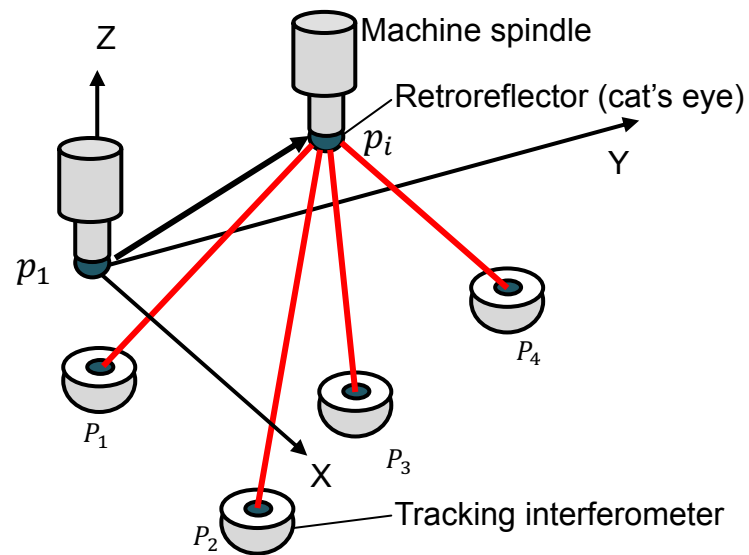 Z
Machine spindle
Retroreflector (cat's eye)
p_i
Y
p_1
P_4
P_1
P_3
X
P_2
Tracking interferometer